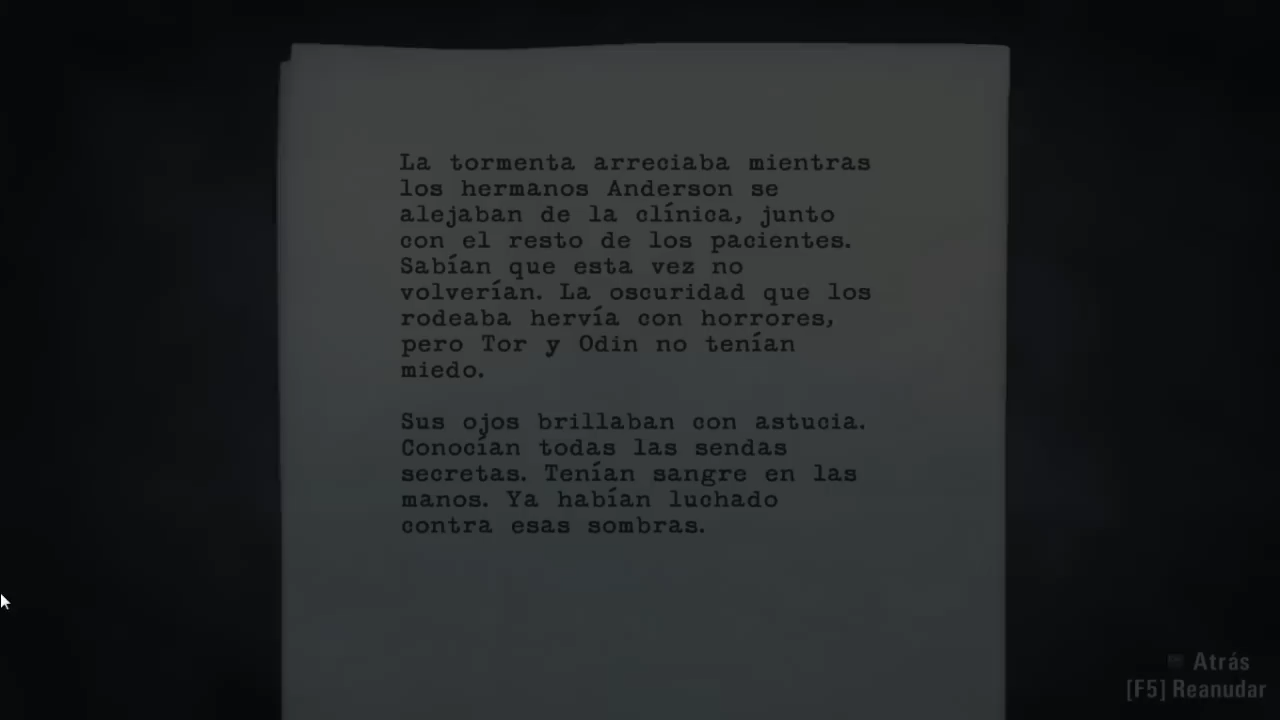 La tormenta arreciaba mientras
los hermanos Anderson se
alejaban de la clínica, junto
con el resto de los pacientes.
Sabían que esta vez no
volverían. La oscuridad que los
rodeaba hervía con horrores,
pero Tor y Odin no tenían
miedo.
Sus ojos brillaban con astucia.
Conocían todas las sendas
secretas. Tenían sangre en las
manos. Ya habían luchado
contra esas sombras.
Atrás
[F5] Reanudar